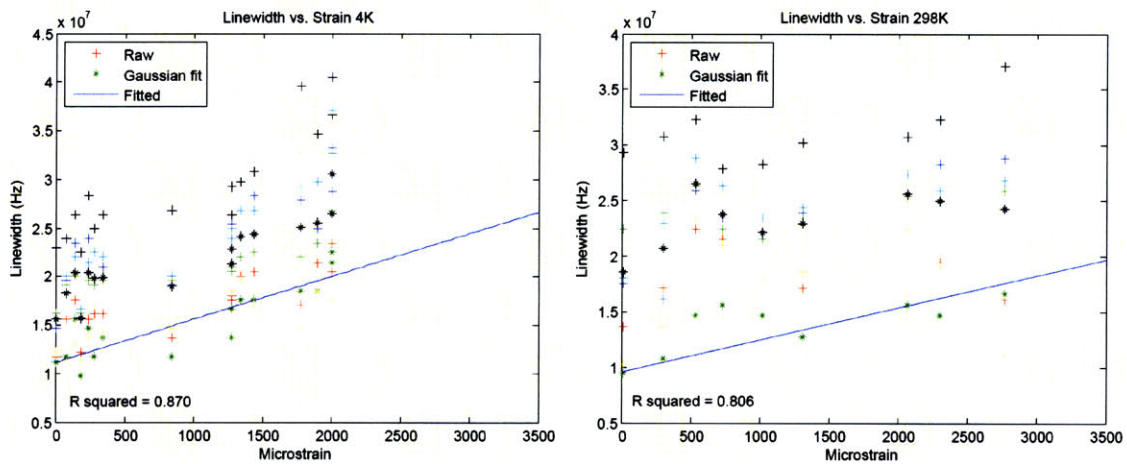 Linewidth vs. Strain 4K
x 10^7
4.5
4
3.5
3
2.5
2
1.5
1
0.5
Linewidth (Hz)
Raw
Gaussian fit
Fitted
R squared = 0.870
0 500 1000 1500 2000 2500 3000 3500
Microstrain
Linewidth vs. Strain 298K
x 10^7
4
3.5
3
2.5
2
1.5
1
0.5
Linewidth (Hz)
Raw
Gaussian fit
Fitted
R squared = 0.806
0 500 1000 1500 2000 2500 3000 3500
Microstrain